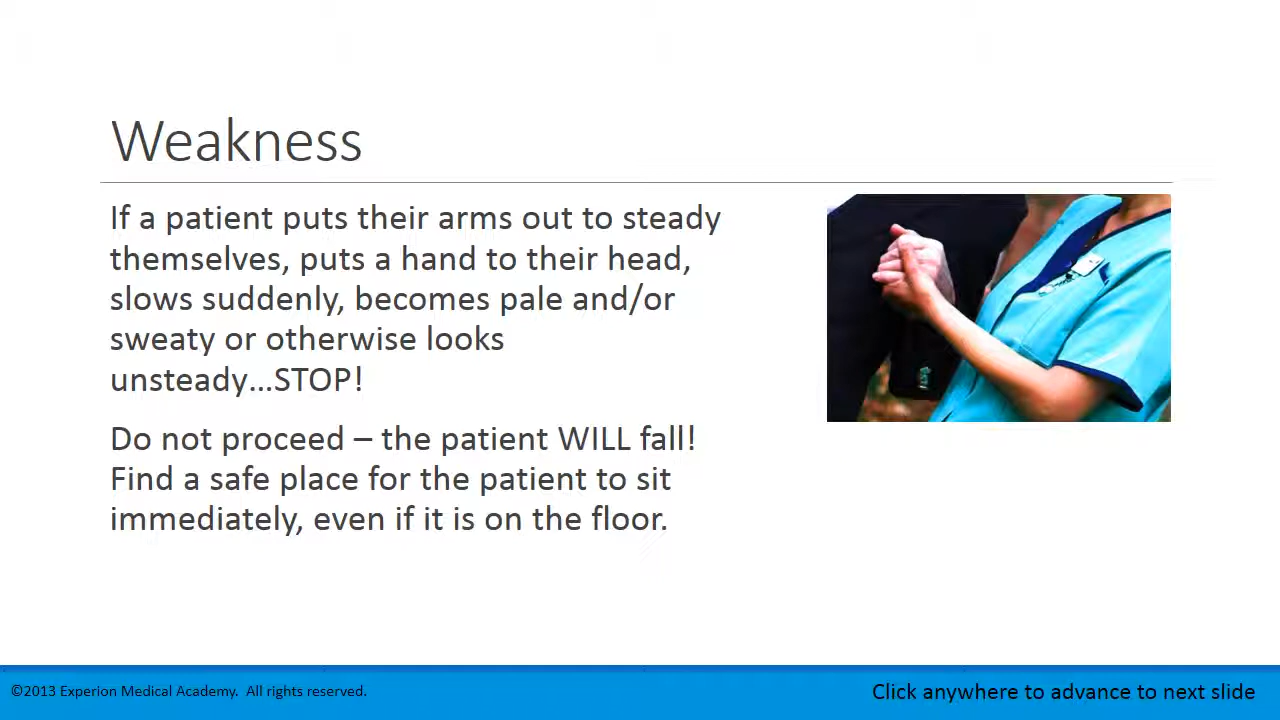 Weakness
If a patient puts their arms out to steady
themselves, puts a hand to their head,
slows suddenly, becomes pale and/or
sweaty or otherwise looks
unsteady…STOP!
Do not proceed – the patient WILL fall!
Find a safe place for the patient to sit
immediately, even if it is on the floor.
©2013 Experion Medical Academy. All rights reserved.
Click anywhere to advance to next slide